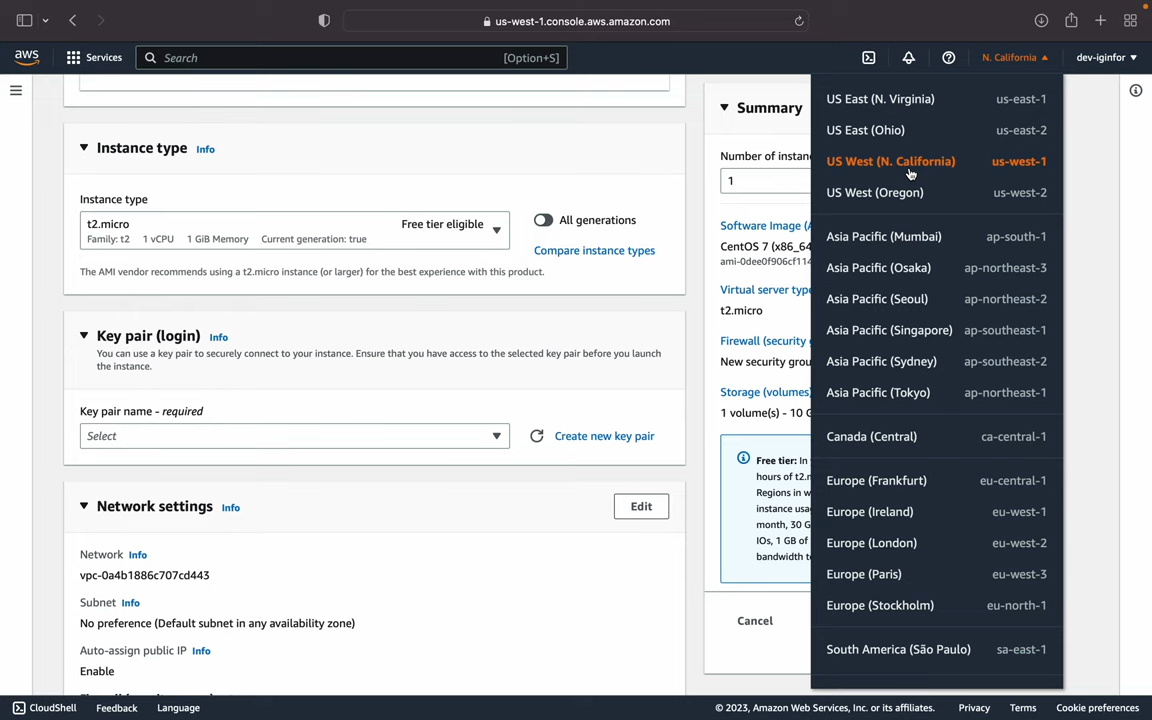 us-west-1.console.aws.amazon.com
aws
Services
Search
[Option+S]
N. California
dev-iginfor
Instance type Info
Instance type
t2.micro
Free tier eligible
Family: t2 1 vCPU 1 GiB Memory Current generation: true
All generations
Compare instance types
The AMI vendor recommends using a t2.micro instance (or larger) for the best experience with this product.
Key pair (login) Info
You can use a key pair to securely connect to your instance. Ensure that you have access to the selected key pair before you launch
the instance.
Key pair name - required
Select
Create new key pair
Network settings Info
Edit
Network Info
vpc-0a4b1886c707cd443
Subnet Info
No preference (Default subnet in any availability zone)
Auto-assign public IP Info
Enable
Summary
Number of instan
1
Software Image (A
CentOS 7 (x86_64
ami-0dee0f906cf114
Virtual server type
t2.micro
Firewall (security g
New security grou
Storage (volumes)
1 volume(s) - 10 G
Free tier: In
hours of t2.m
Regions in w
instance usa
month, 30 G
IOs, 1 GB of
bandwidth to
Cancel
US East (N. Virginia) us-east-1
US East (Ohio) us-east-2
US West (N. California) us-west-1
US West (Oregon) us-west-2
Asia Pacific (Mumbai) ap-south-1
Asia Pacific (Osaka) ap-northeast-3
Asia Pacific (Seoul) ap-northeast-2
Asia Pacific (Singapore) ap-southeast-1
Asia Pacific (Sydney) ap-southeast-2
Asia Pacific (Tokyo) ap-northeast-1
Canada (Central) ca-central-1
Europe (Frankfurt) eu-central-1
Europe (Ireland) eu-west-1
Europe (London) eu-west-2
Europe (Paris) eu-west-3
Europe (Stockholm) eu-north-1
South America (São Paulo) sa-east-1
CloudShell
Feedback
Language
© 2023, Amazon Web Services, Inc. or its affiliates.
Privacy
Terms
Cookie preferences